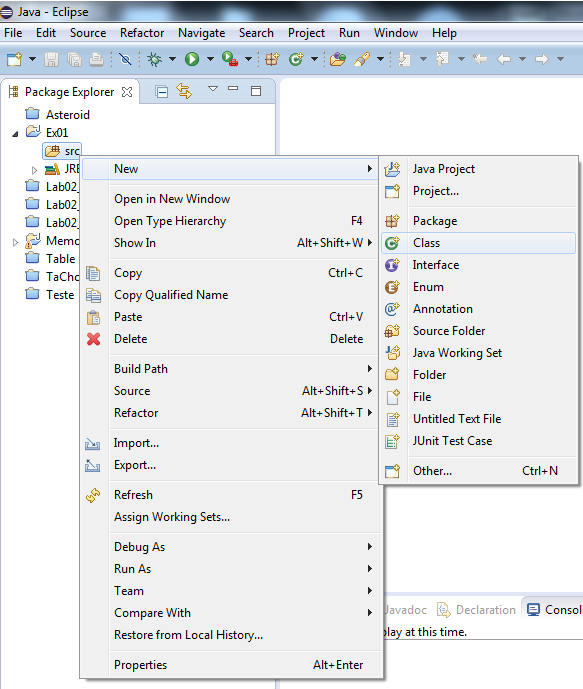 Java - Eclipse
File Edit Source Refactor Navigate Search Project Run Window Help
Package Explorer
Asteroid
Ex01
src
JRE
Lab02_
Lab02_
Lab02_
Memo
Table
TaCho
Teste
New
Open in New Window
Open Type Hierarchy F4
Show In Alt+Shift+W
Copy Ctrl+C
Copy Qualified Name
Paste Ctrl+V
Delete Delete
Build Path
Source Alt+Shift+S
Refactor Alt+Shift+T
Import...
Export...
Refresh F5
Assign Working Sets...
Debug As
Run As
Team
Compare With
Restore from Local History...
Properties Alt+Enter
Java Project
Project...
Package
Class
Interface
Enum
Annotation
Source Folder
Java Working Set
Folder
File
Untitled Text File
JUnit Test Case
Other... Ctrl+N
Javadoc Declaration Consol
play at this time.